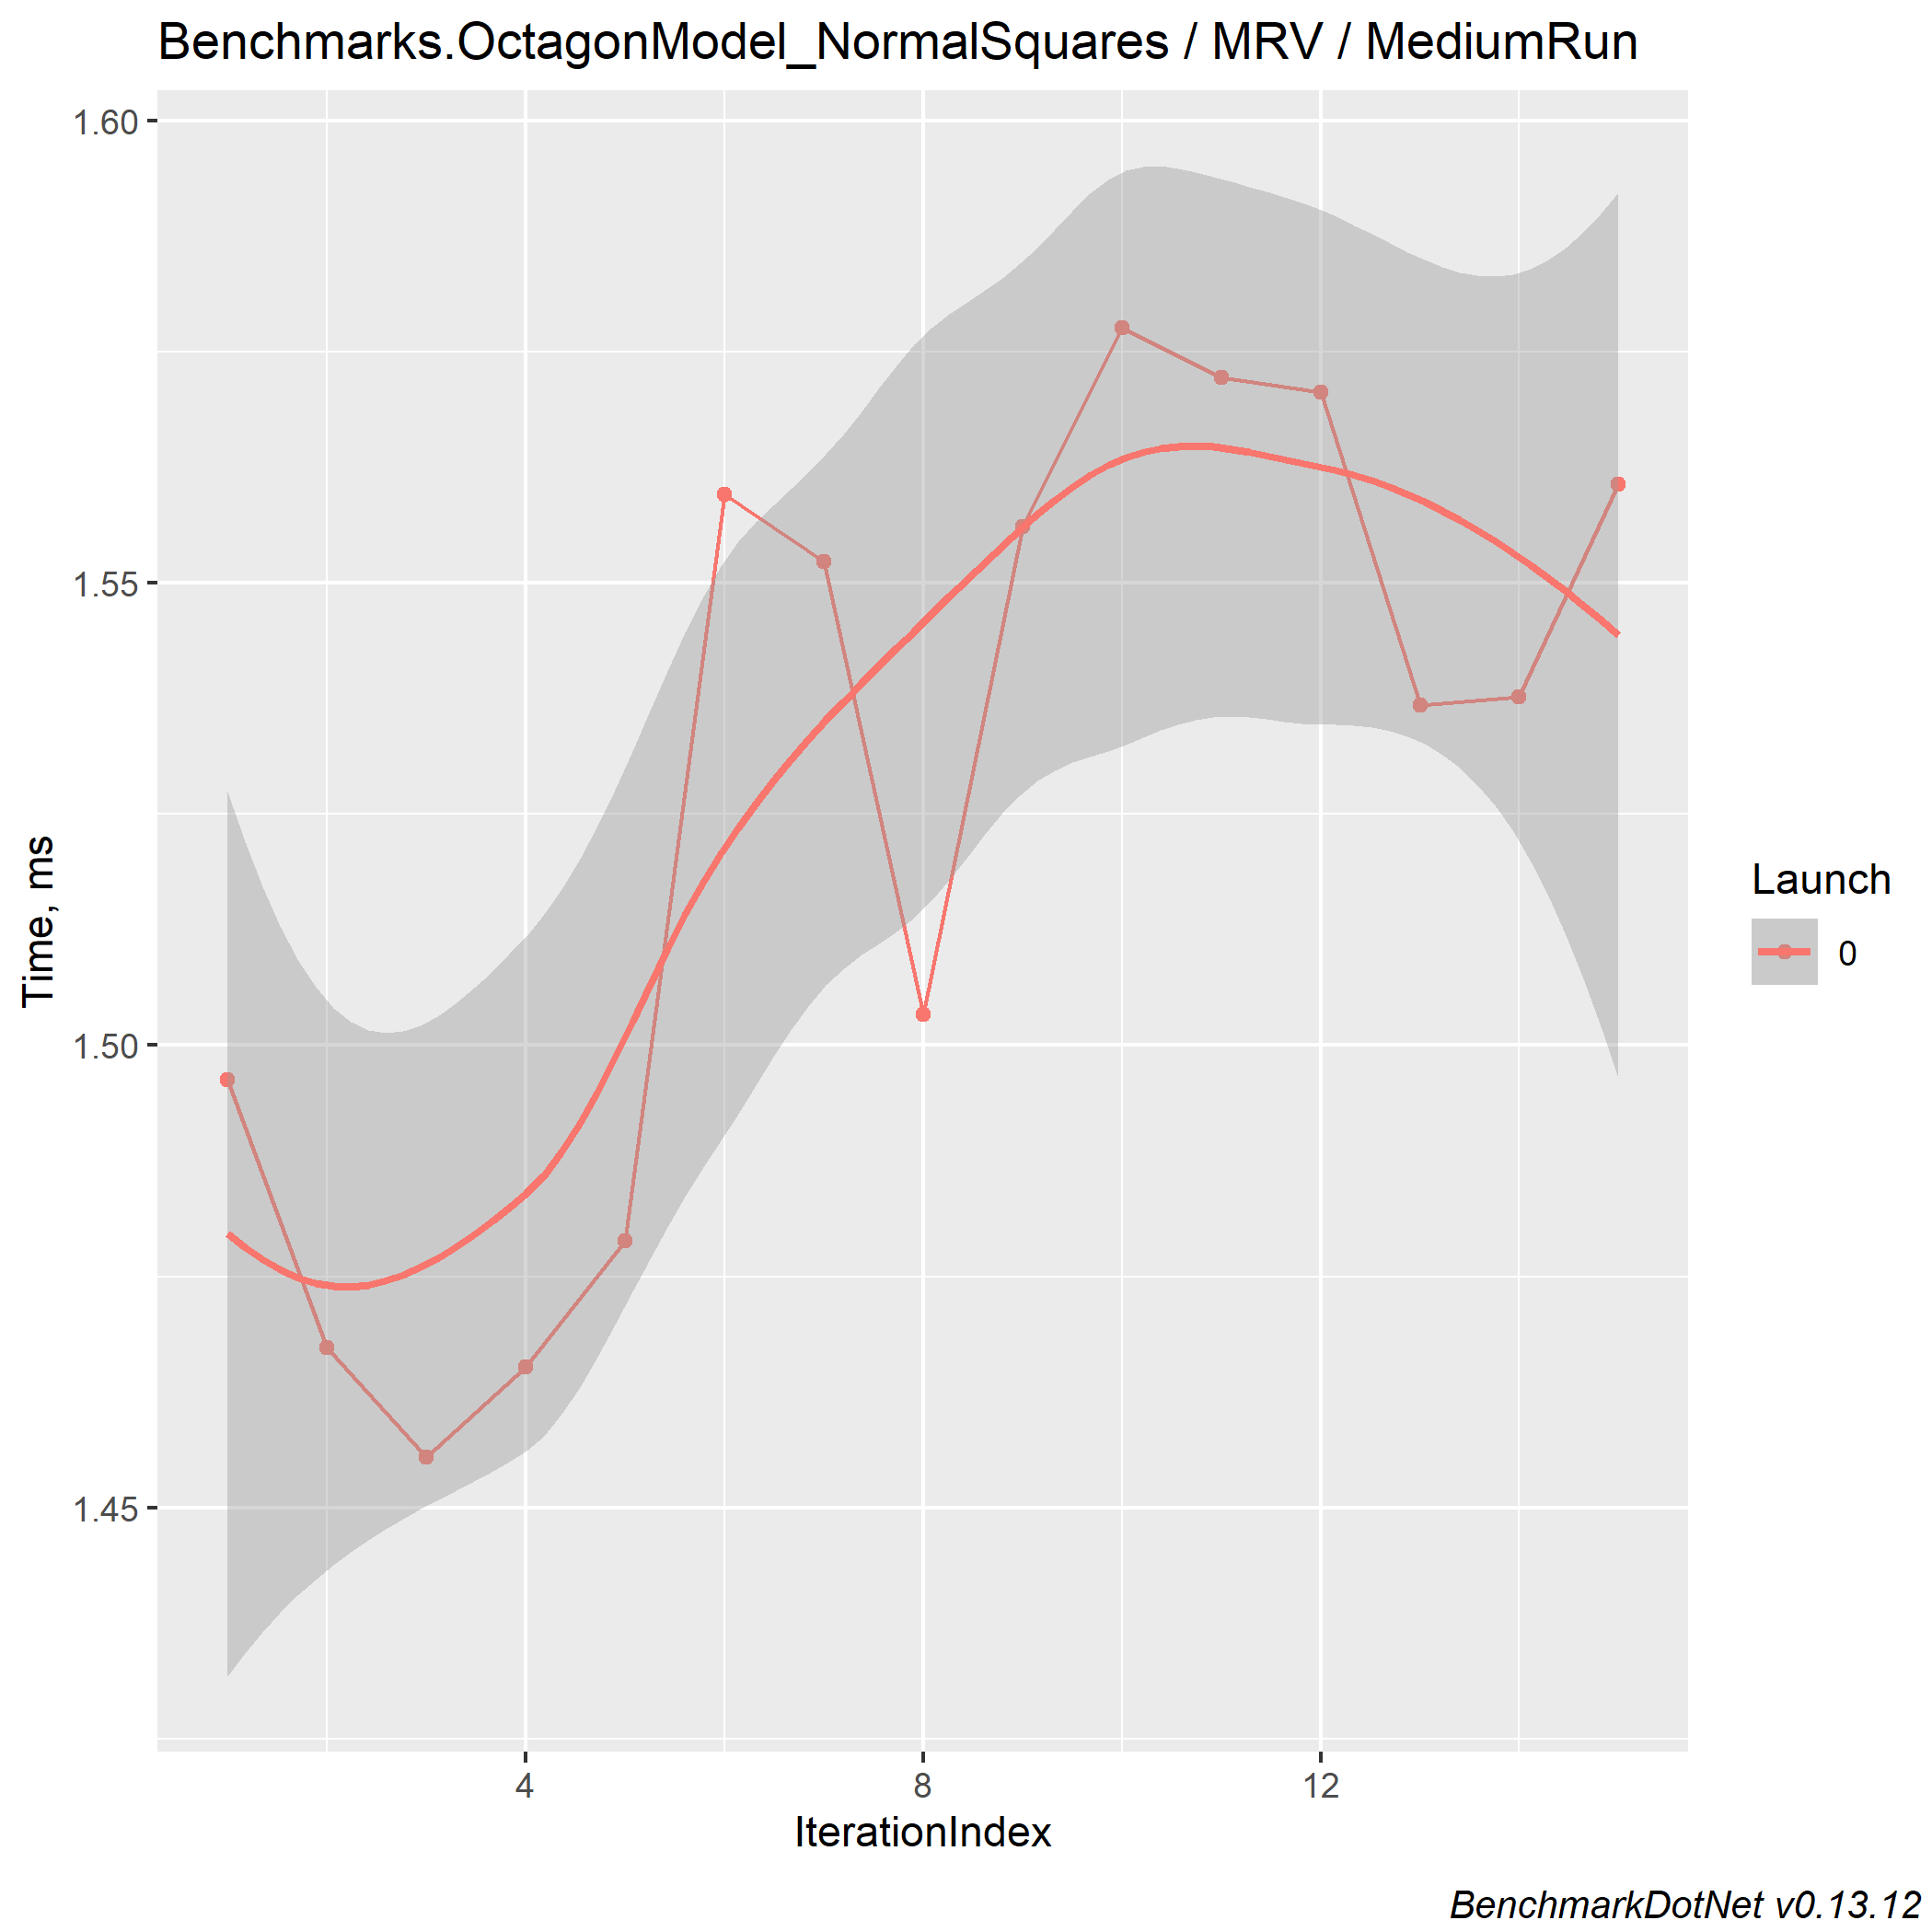 Benchmarks.OctagonModel_NormalSquares / MRV / MediumRun
1.60
1.55
1.50
1.45
Time, ms
4 8 12
IterationIndex
Launch
0
BenchmarkDotNet v0.13.12